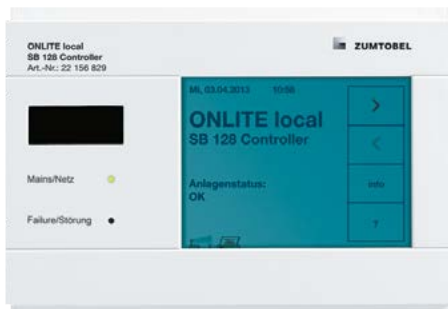 ONLITE local
SB 128 Controller
Art.-Nr.: 22 156 829
ZUMTOBEL
Mi, 03.04.2013 10:58
ONLITE local
SB 128 Controller
Anlagenstatus:
OK
>
<
info
?
Mains/Netz
Failure/Störung